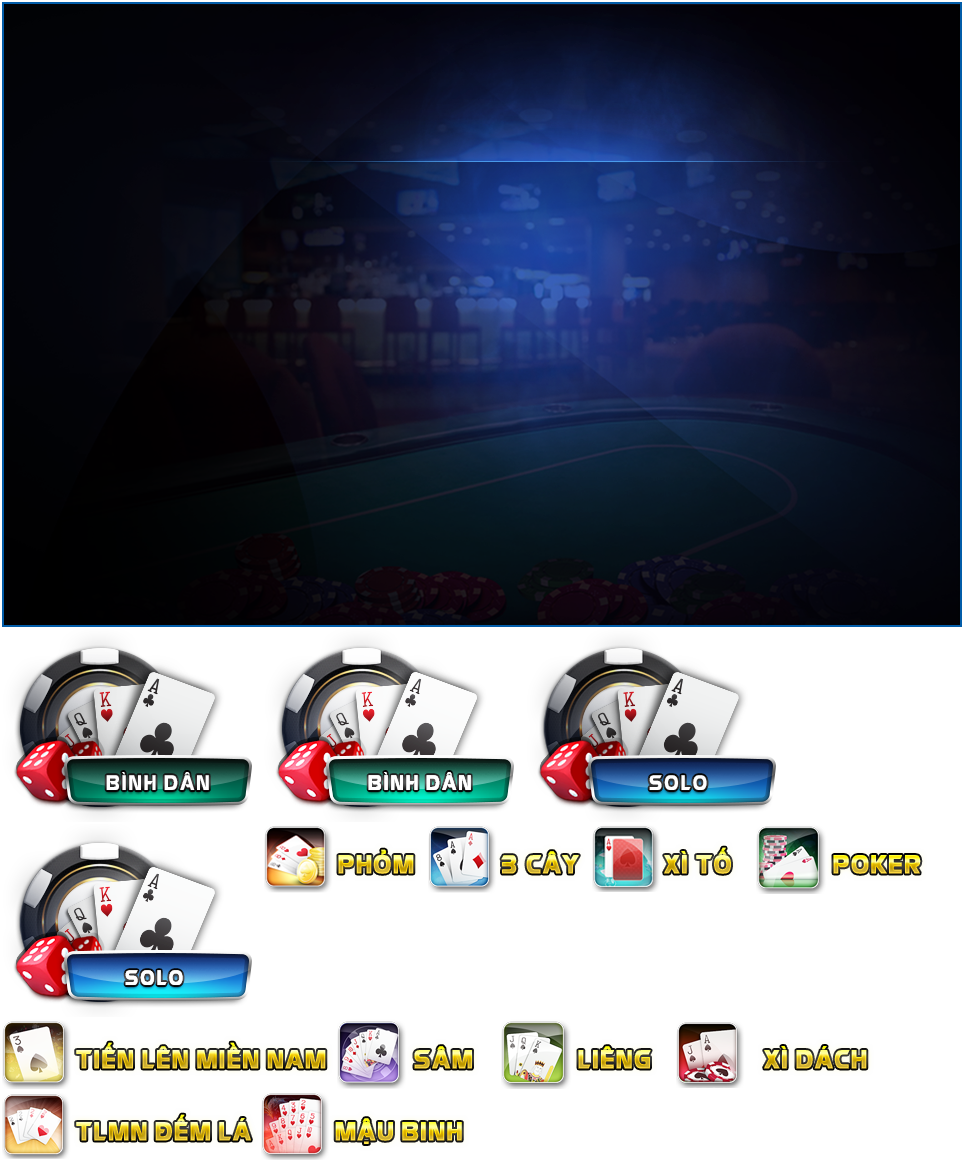 BÌNH DÂN
BÌNH DÂN
SOLO
SOLO
PHỎM
3 CÂY
XÌ TỐ
POKER
TIẾN LÊN MIỀN NAM
SÂM
LIÊNG
XÌ DÁCH
TLMN ĐẾM LÁ
MẬU BINH